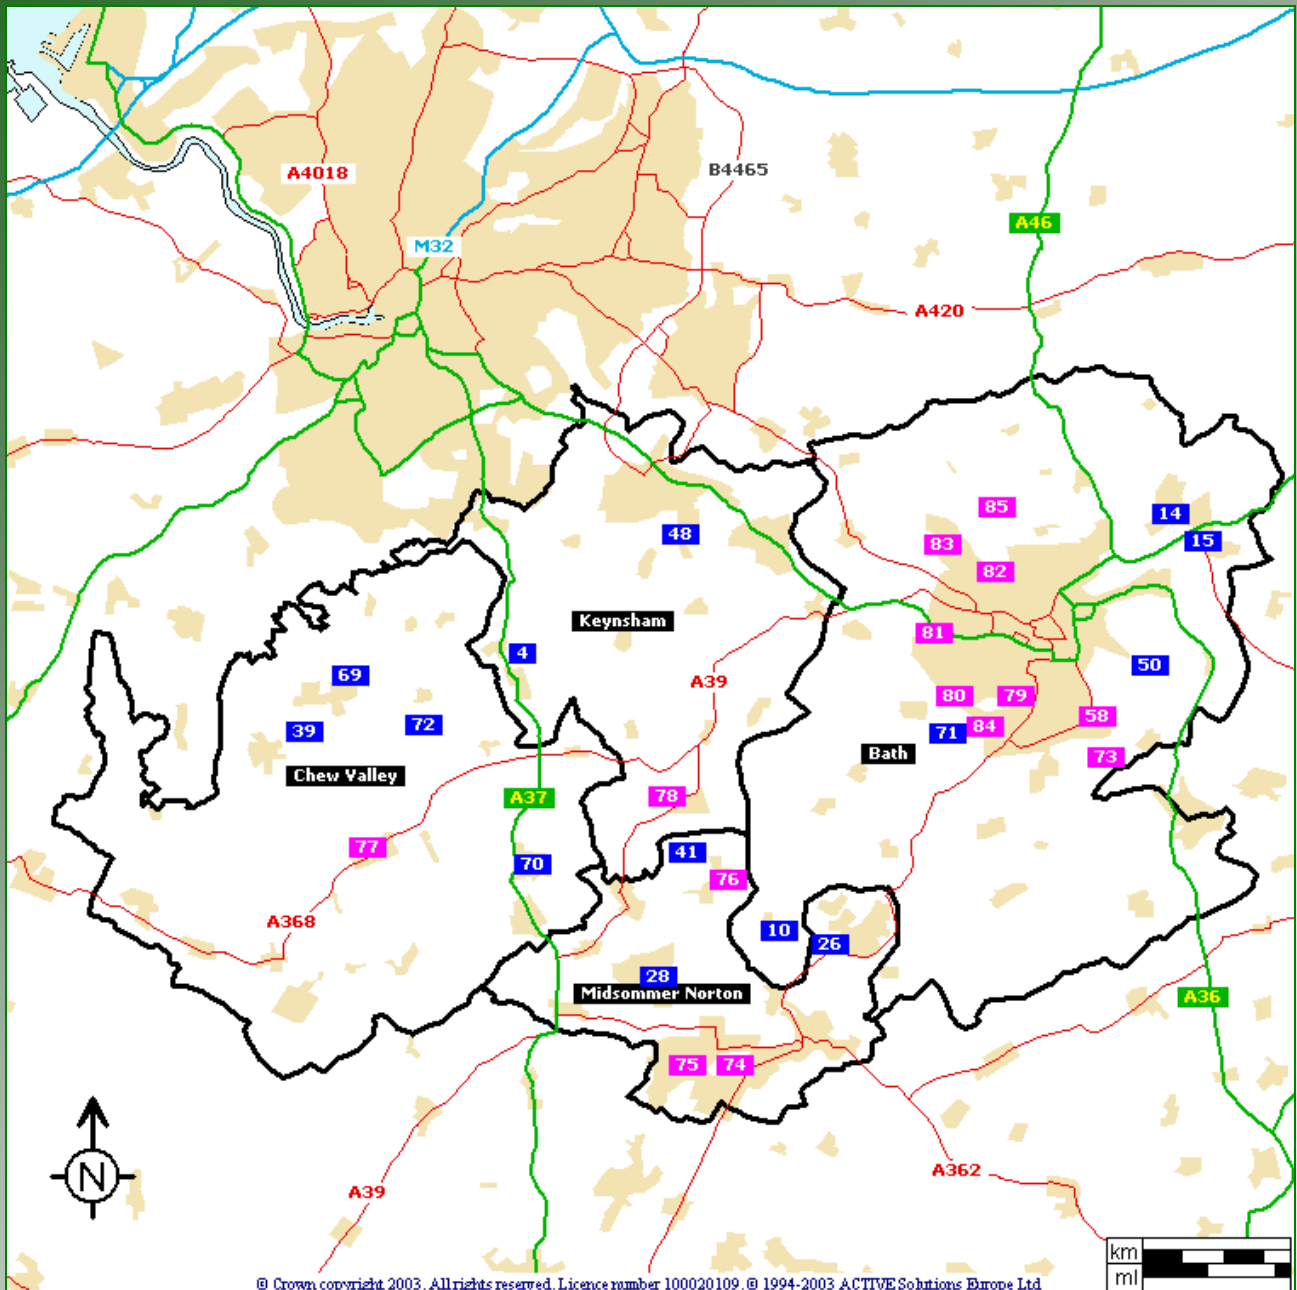 A4018
B4465
A46
M32
A420
85
14
83
15
82
48
Keynsham
81
4
50
69
A39
80
79
58
39
72
84
71
Bath
73
Chew Valley
A37
78
77
41
70
76
A368
10
26
28
Midsommer Norton
A36
75
74
N
A362
A39
km
ml
© Crown copyright 2003. All rights reserved. Licence number 100020109. © 1994-2003 ACTIVE Solutions Europe Ltd